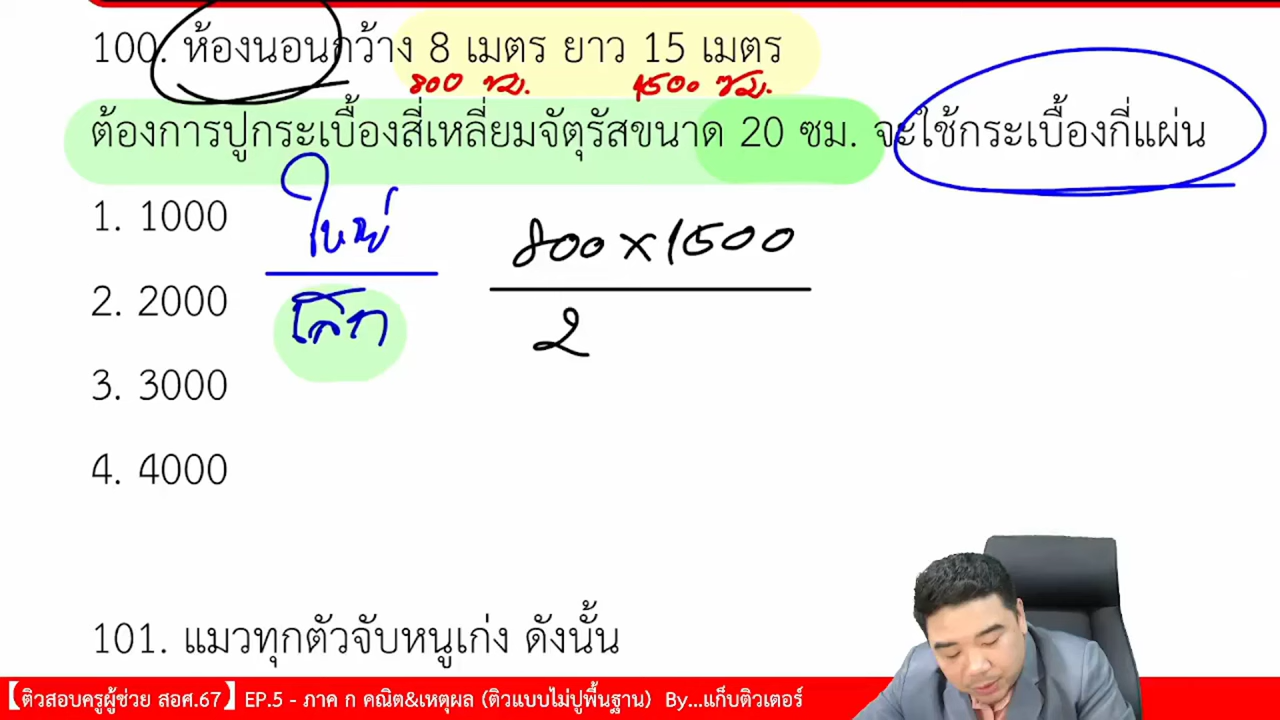 100. ห้องนอนกว้าง 8 เมตร ยาว 15 เมตร
800 ซม. 1500 ซม.
ต้องการปูกระเบื้องสี่เหลี่ยมจัตุรัสขนาด 20 ซม. จะใช้กระเบื้องกี่แผ่น
1. 1000
2. 2000
3. 3000
4. 4000
ใหญ่
เล็ก
800 x 1500
2
101. แมวทุกตัวจับหนูเก่ง ดังนั้น
【ติวสอบครูผู้ช่วย สอศ.67】 EP.5 - ภาค ก คณิต&เหตุผล (ติวแบบไม่ปูพื้นฐาน) By...แก็บติวเตอร์